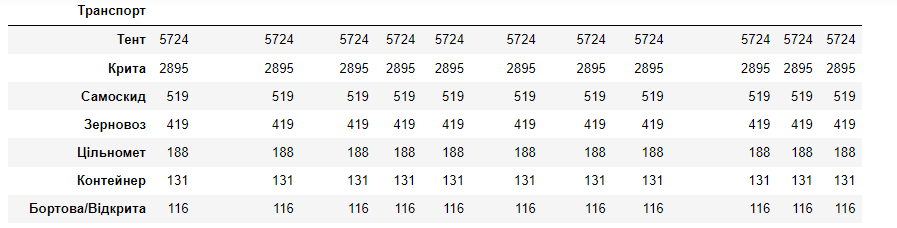 Транспорт
Тент 5724 5724 5724 5724 5724 5724 5724 5724 5724 5724 5724
Крита 2895 2895 2895 2895 2895 2895 2895 2895 2895 2895 2895
Самоскид 519 519 519 519 519 519 519 519 519 519 519
Зерновоз 419 419 419 419 419 419 419 419 419 419 419
Цільномет 188 188 188 188 188 188 188 188 188 188 188
Контейнер 131 131 131 131 131 131 131 131 131 131 131
Бортова/Відкрита 116 116 116 116 116 116 116 116 116 116 116